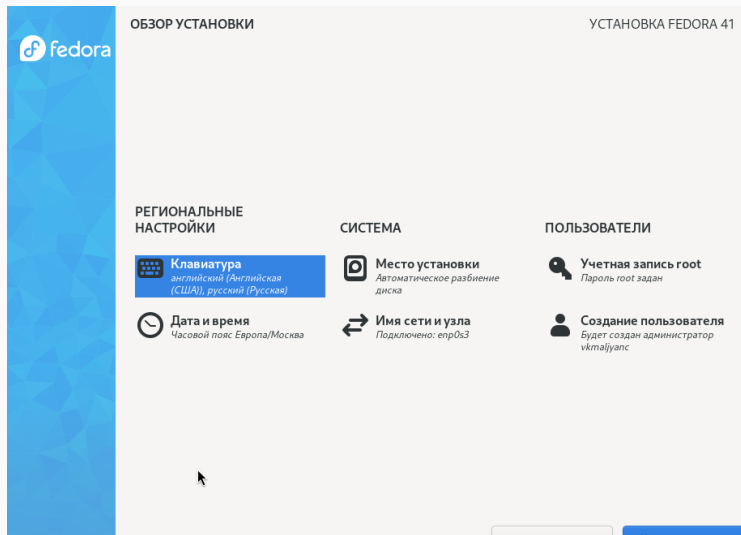 fedora
ОБЗОР УСТАНОВКИ
УСТАНОВКА FEDORA 41
РЕГИОНАЛЬНЫЕ
НАСТРОЙКИ
Клавиатура
английский (Английская
(США)), русский (Русская)
Дата и время
Часовой пояс Европа/Москва
СИСТЕМА
Место установки
Автоматическое разбиение
диска
Имя сети и узла
Подключено: enp0s3
ПОЛЬЗОВАТЕЛИ
Учетная запись root
Пароль root задан
Создание пользователя
Будет создан администратор
vkmaljyanc